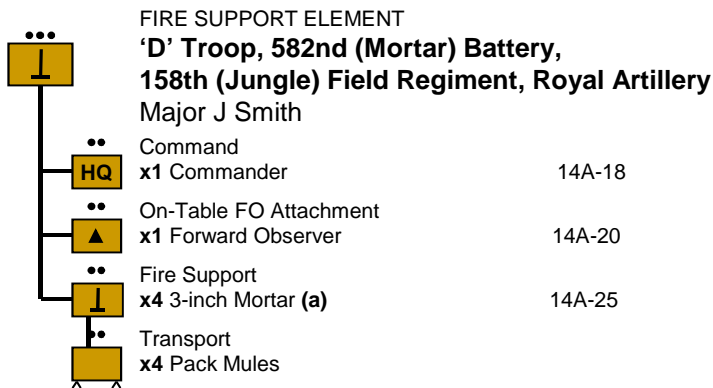 FIRE SUPPORT ELEMENT
‘D’ Troop, 582nd (Mortar) Battery,
158th (Jungle) Field Regiment, Royal Artillery
Major J Smith
Command
HQ x1 Commander 14A-18
On-Table FO Attachment
x1 Forward Observer 14A-20
Fire Support
x4 3-inch Mortar (a) 14A-25
Transport
x4 Pack Mules